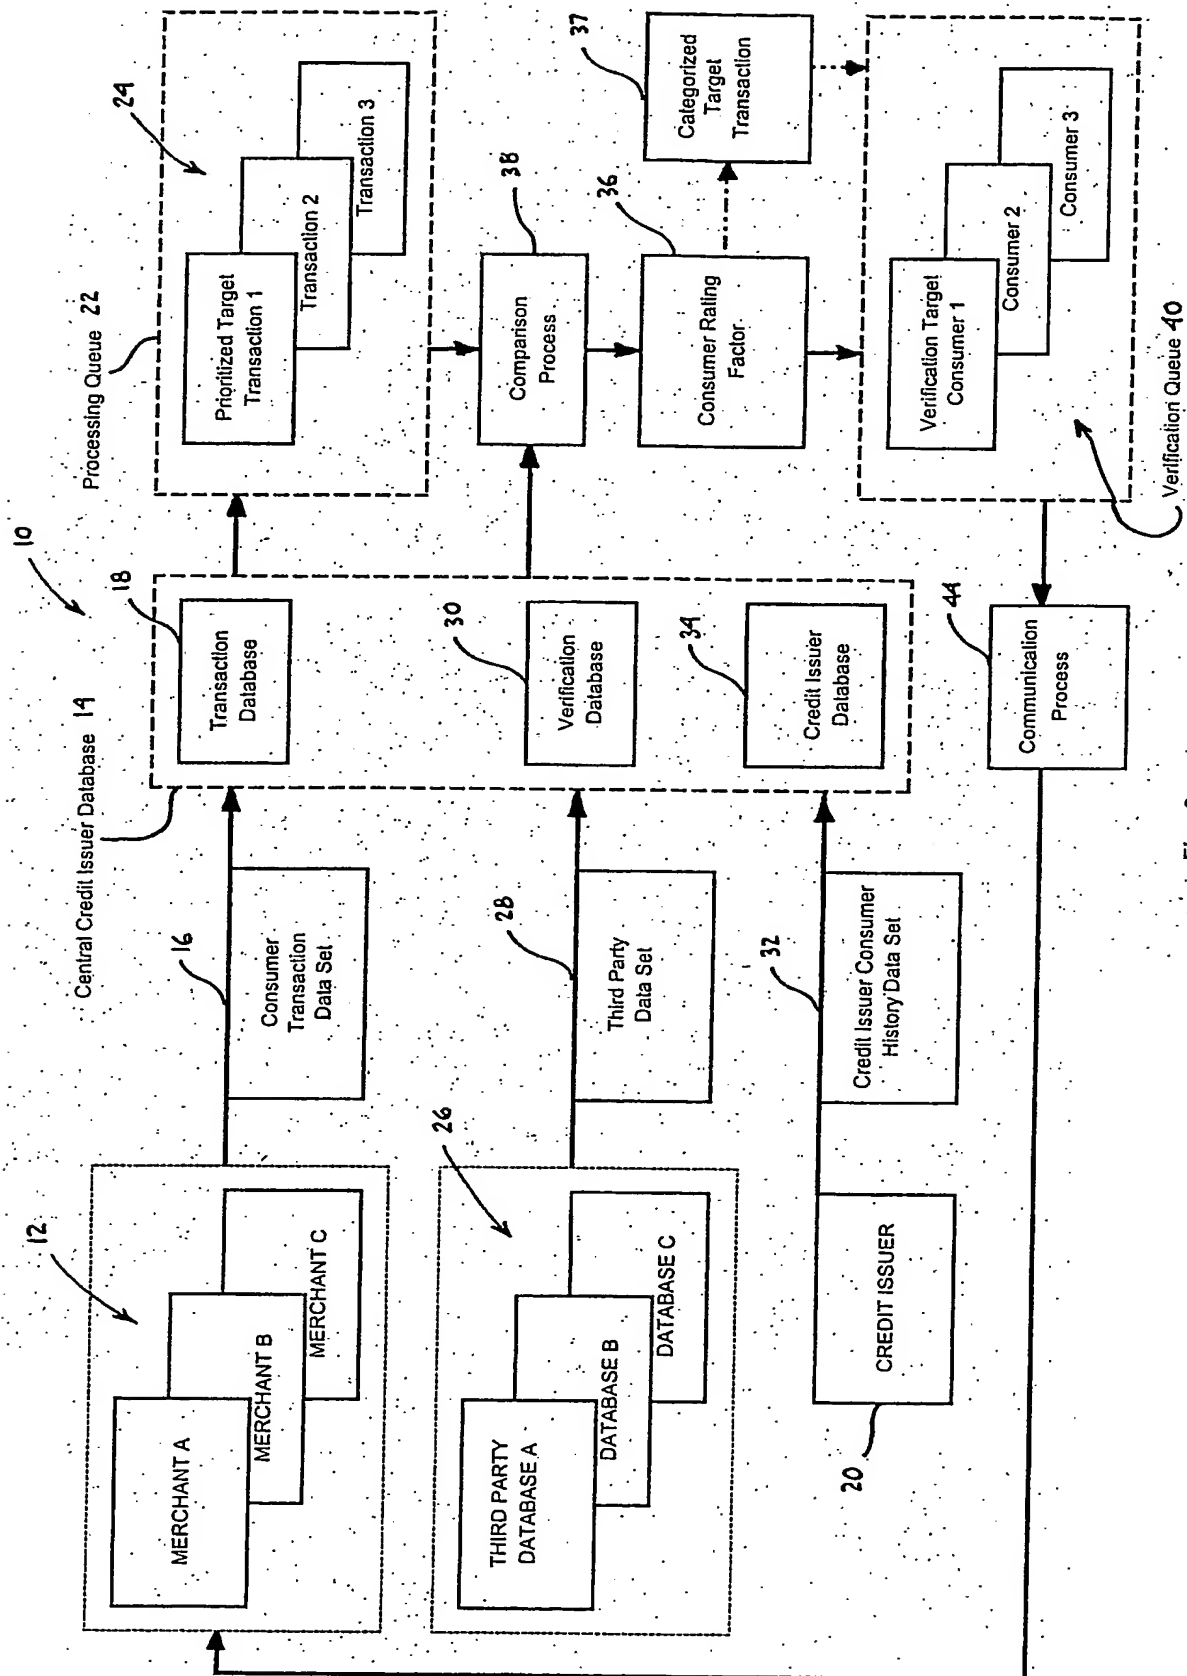 10
12
MERCHANT A
MERCHANT B
MERCHANT C
16
Consumer
Transaction
Data Set
Central Credit Issuer Database 14
18
Transaction
Database
Processing Queue 22
24
Prioritized Target
Transaction 1
Transaction 2
Transaction 3
26
THIRD PARTY
DATABASE A
DATABASE B
DATABASE C
28
Third Party
Data Set
30
Verification
Database
38
Comparison
Process
20
CREDIT ISSUER
32
Credit Issuer Consumer
History Data Set
34
Credit Issuer
Database
36
Consumer Rating
Factor
37
Categorized
Target
Transaction
44
Communication
Process
Verification Target
Consumer 1
Consumer 2
Consumer 3
Verification Queue 40